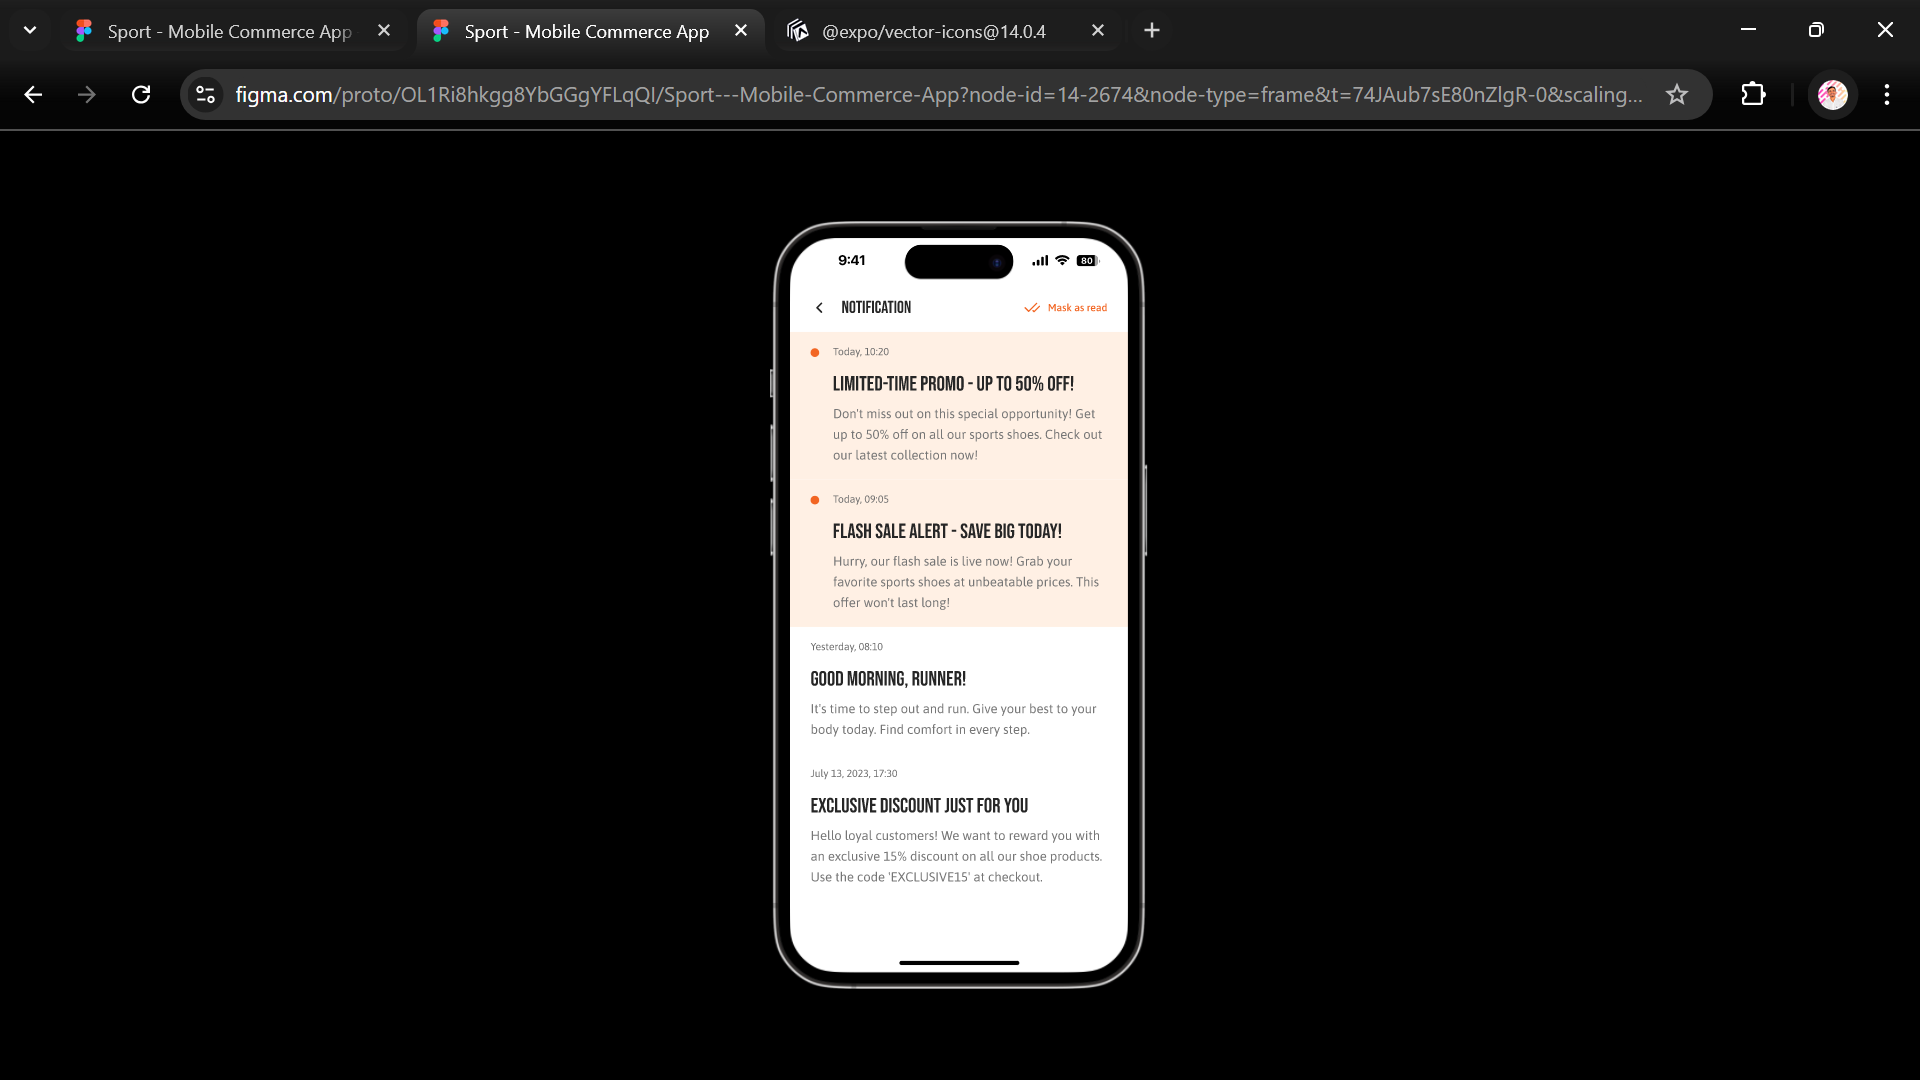 Sport - Mobile Commerce App
Sport - Mobile Commerce App
@expo/vector-icons@14.0.4
figma.com/proto/OL1Ri8hkgg8YbGGgYFLqQI/Sport---Mobile-Commerce-App?node-id=14-2674&node-type=frame&t=74JAub7sE80nZlgR-0&scaling...
9:41
80
NOTIFICATION
Mask as read
Today, 10:20
LIMITED-TIME PROMO - UP TO 50% OFF!
Don't miss out on this special opportunity! Get
up to 50% off on all our sports shoes. Check out
our latest collection now!
Today, 09:05
FLASH SALE ALERT - SAVE BIG TODAY!
Hurry, our flash sale is live now! Grab your
favorite sports shoes at unbeatable prices. This
offer won't last long!
Yesterday, 08:10
GOOD MORNING, RUNNER!
It's time to step out and run. Give your best to your
body today. Find comfort in every step.
July 13, 2023, 17:30
EXCLUSIVE DISCOUNT JUST FOR YOU
Hello loyal customers! We want to reward you with
an exclusive 15% discount on all our shoe products.
Use the code 'EXCLUSIVE15' at checkout.